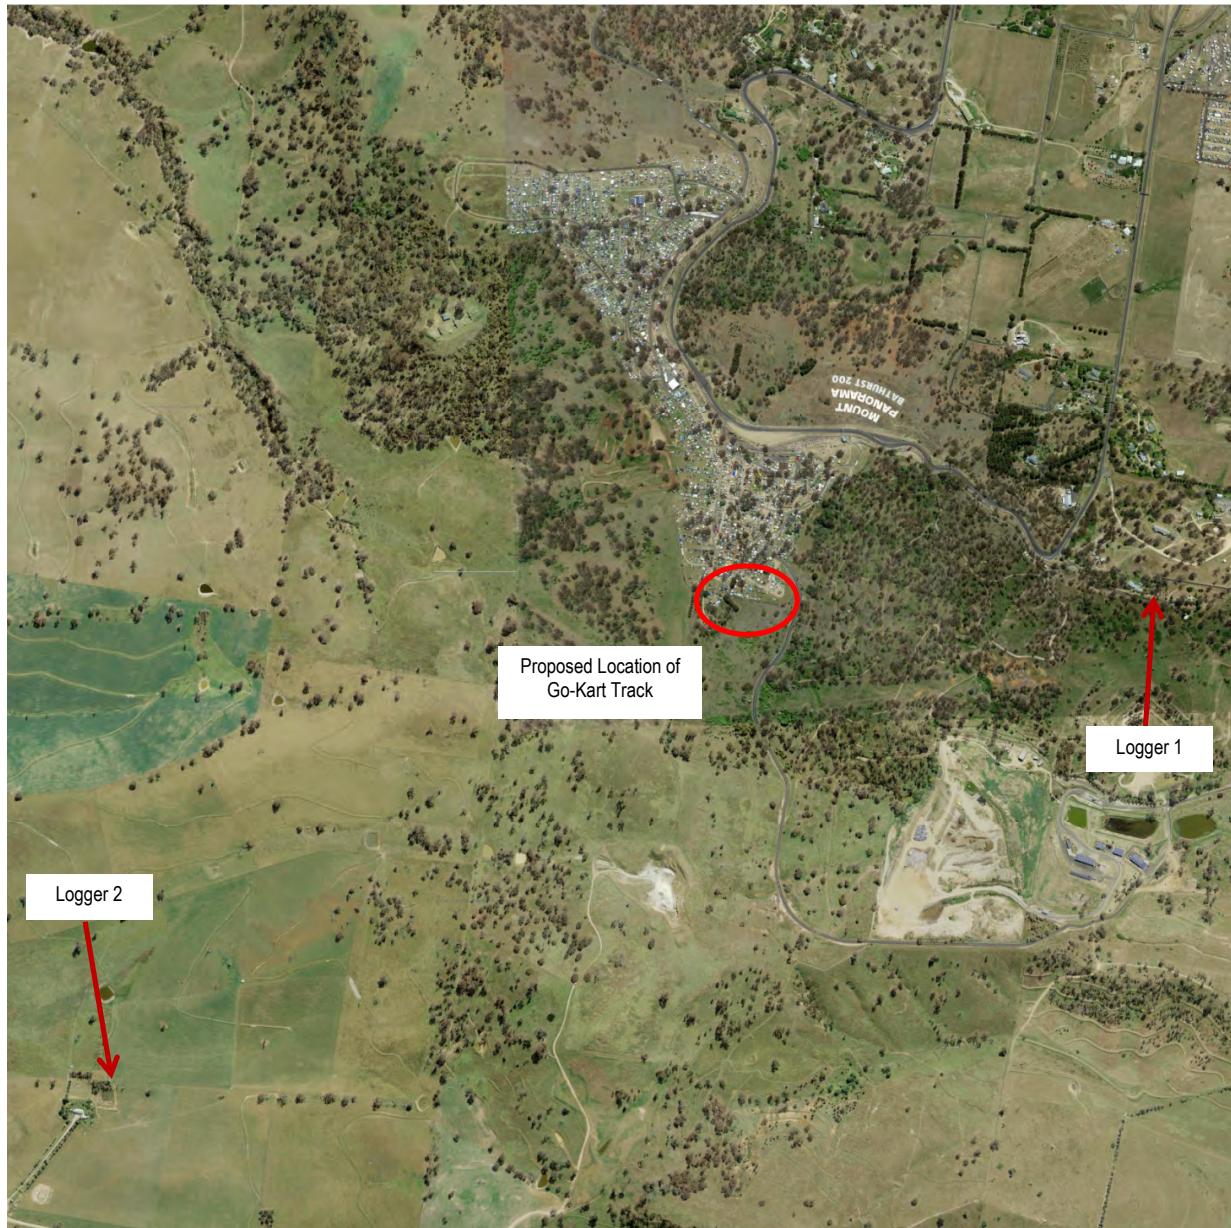 MOUNT
PANORAMA
BATHURST 200
Proposed Location of
Go-Kart Track
Logger 1
Logger 2